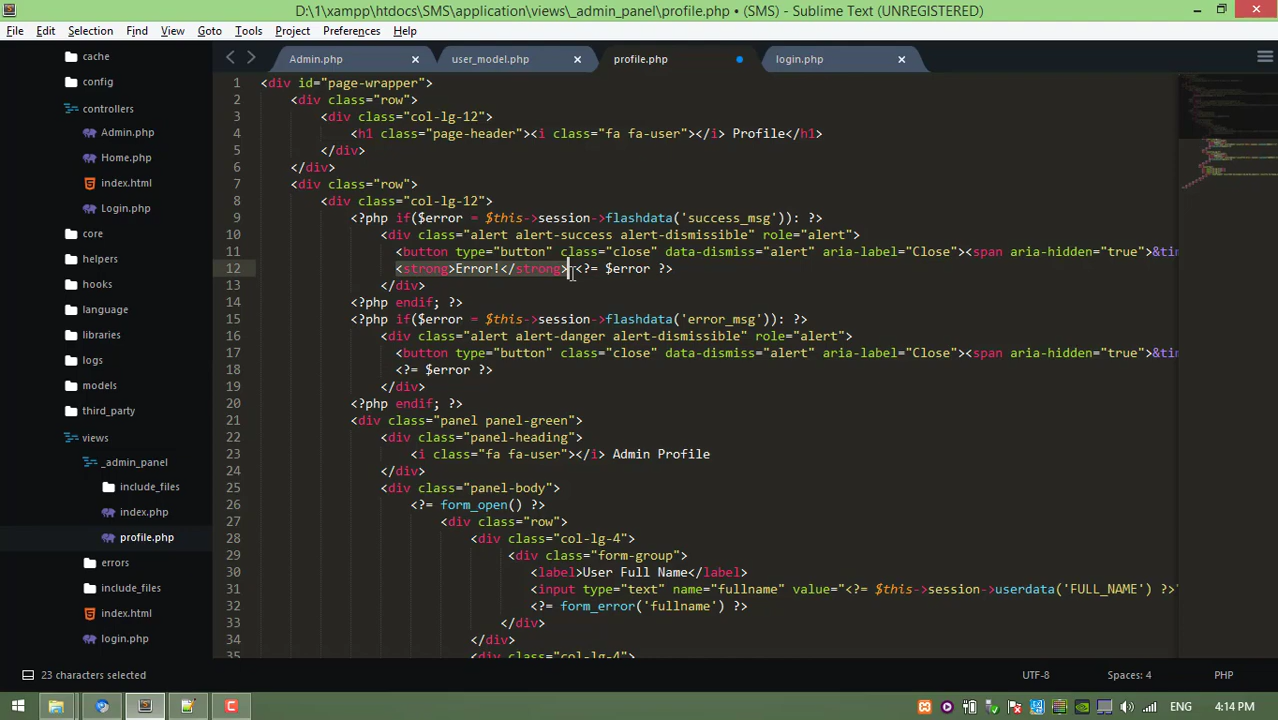 D:\1\xampp\htdocs\SMS\application\views\_admin_panel\profile.php • (SMS) - Sublime Text (UNREGISTERED)
File Edit Selection Find View Goto Tools Project Preferences Help
Admin.php user_model.php profile.php login.php
cache
config
controllers
Admin.php
Home.php
index.html
Login.php
core
helpers
hooks
language
libraries
logs
models
third_party
views
_admin_panel
include_files
index.php
profile.php
errors
include_files
index.html
login.php
1 <div id="page-wrapper">
2 <div class="row">
3 <div class="col-lg-12">
4 <h1 class="page-header"><i class="fa fa-user"></i> Profile</h1>
5 </div>
6 </div>
7 <div class="row">
8 <div class="col-lg-12">
9 <?php if($error = $this->session->flashdata('success_msg')): ?>
10 <div class="alert alert-success alert-dismissible" role="alert">
11 <button type="button" class="close" data-dismiss="alert" aria-label="Close"><span aria-hidden="true">&tim
12 <strong>Error!</strong> <?= $error ?>
13 </div>
14 <?php endif; ?>
15 <?php if($error = $this->session->flashdata('error_msg')): ?>
16 <div class="alert alert-danger alert-dismissible" role="alert">
17 <button type="button" class="close" data-dismiss="alert" aria-label="Close"><span aria-hidden="true">&tim
18 <?= $error ?>
19 </div>
20 <?php endif; ?>
21 <div class="panel panel-green">
22 <div class="panel-heading">
23 <i class="fa fa-user"></i> Admin Profile
24 </div>
25 <div class="panel-body">
26 <?= form_open() ?>
27 <div class="row">
28 <div class="col-lg-4">
29 <div class="form-group">
30 <label>User Full Name</label>
31 <input type="text" name="fullname" value="<?= $this->session->userdata('FULL_NAME') ?>"
32 <?= form_error('fullname') ?>
33 </div>
34 </div>
35 <div class="col-lg-4">
23 characters selected UTF-8 Spaces: 4 PHP
ENG 4:14 PM